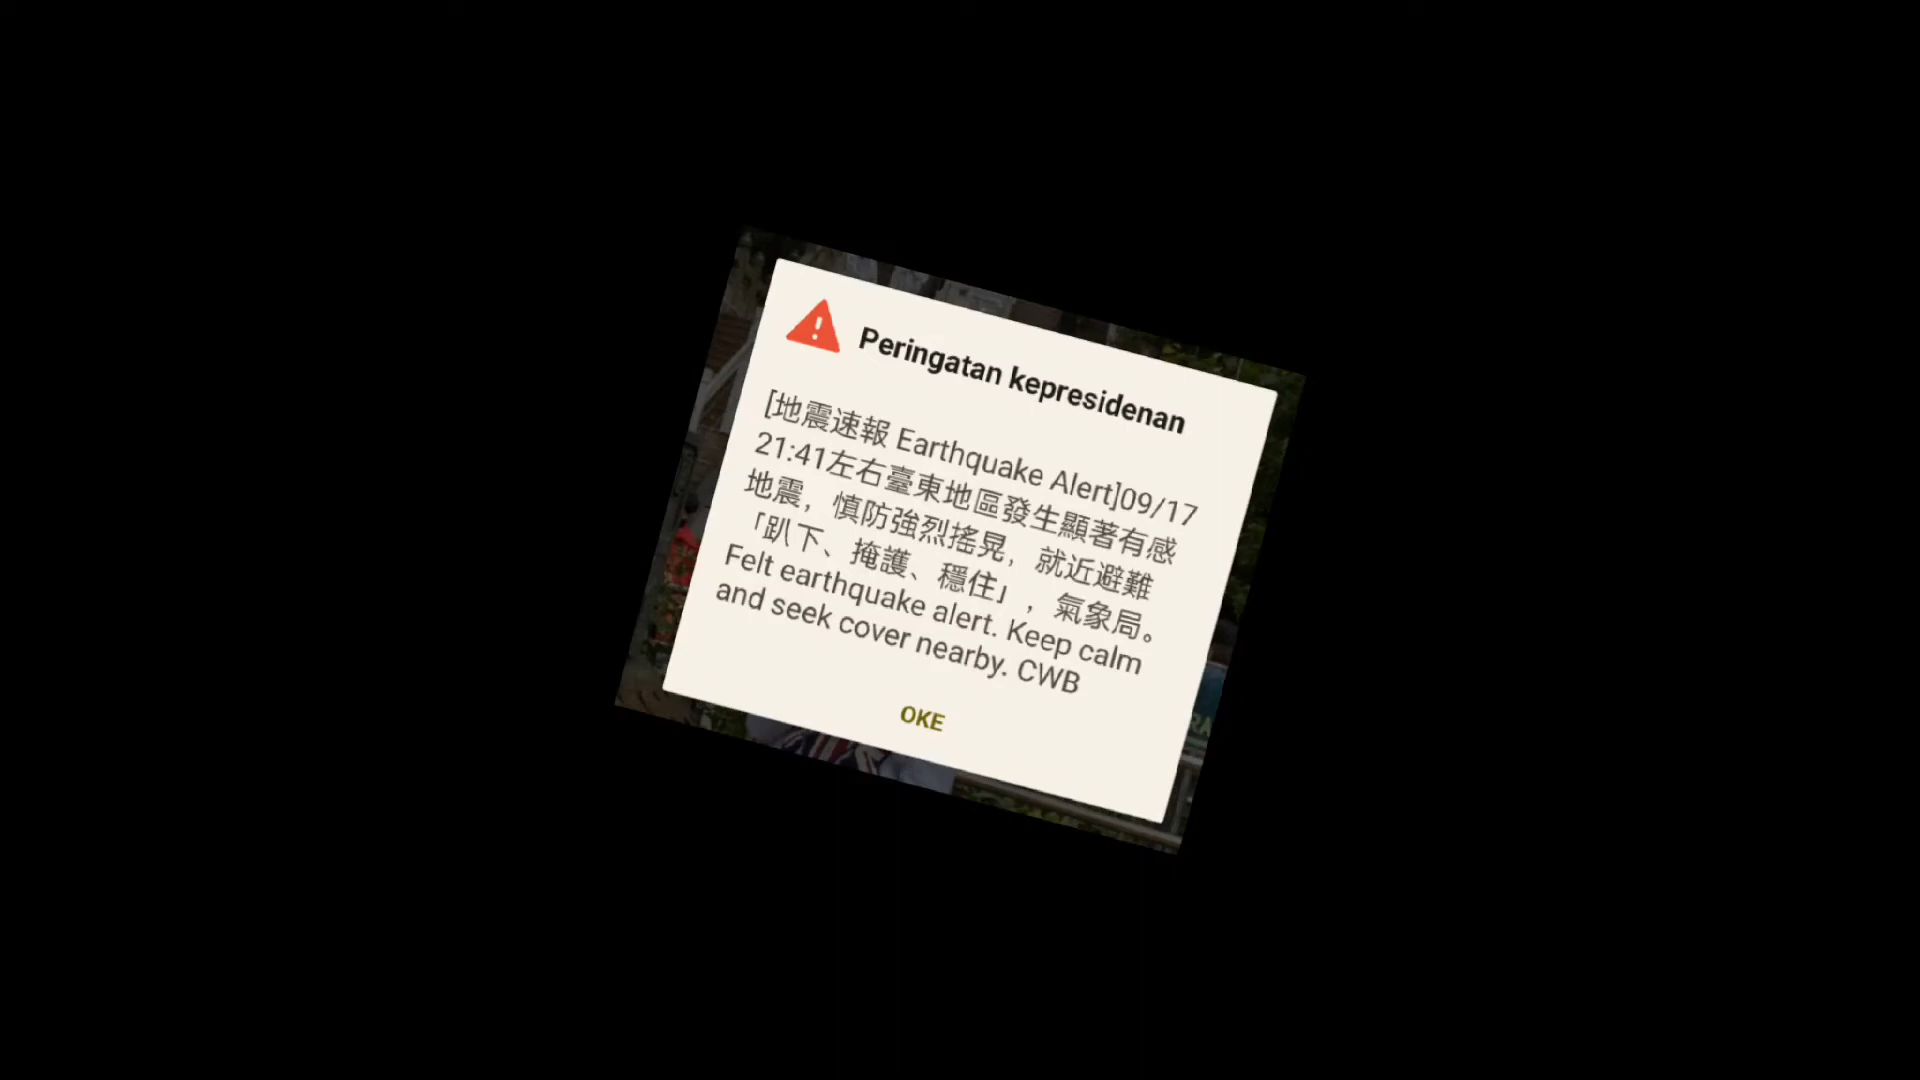 Peringatan kepresidenan
[地震速報 Earthquake Alert]09/17
21:41左右臺東地區發生顯著有感
地震，慎防強烈搖晃，就近避難
「趴下、掩護、穩住」，氣象局。
Felt earthquake alert. Keep calm
and seek cover nearby. CWB
OKE